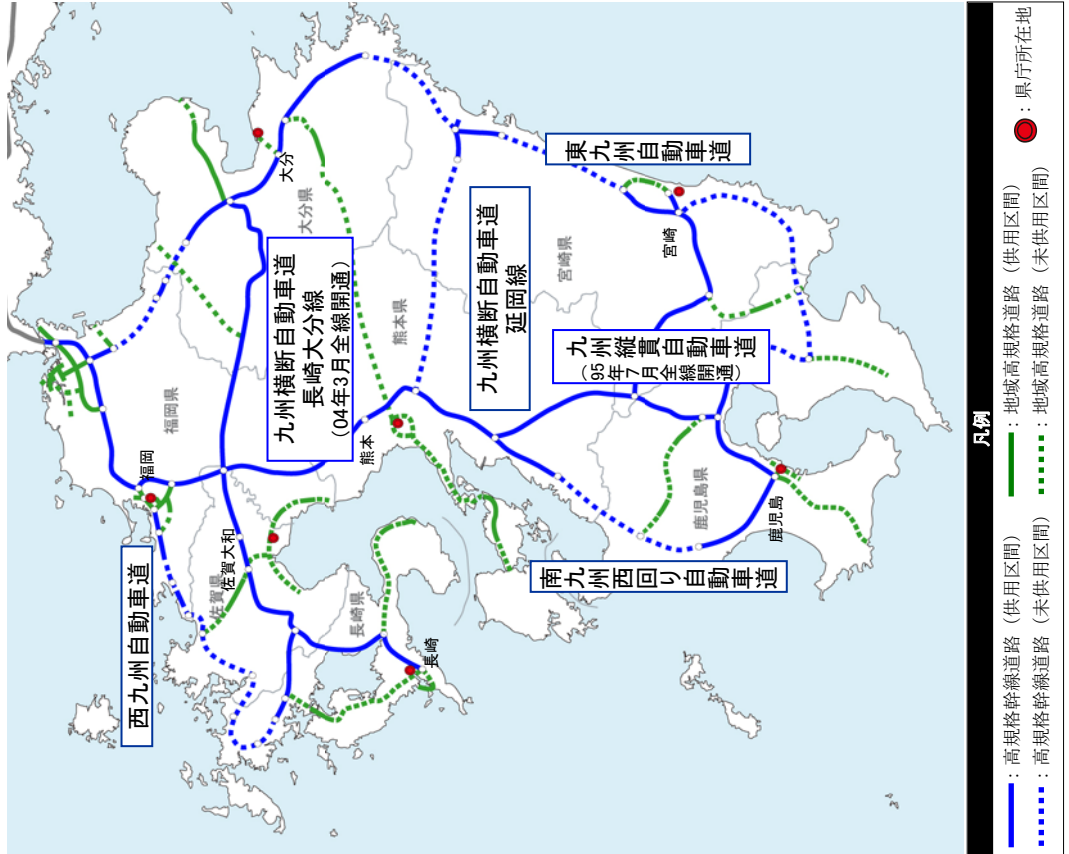 西九州自動車道
福岡
福岡県
佐賀県
佐賀大和
長崎県
長崎
九州横断自動車道
長崎大分線
(04年3月全線開通)
大分
大分県
熊本
熊本県
九州横断自動車道
延岡線
東九州自動車道
宮崎県
宮崎
九州縦貫自動車道
(95年7月全線開通)
南九州西回り自動車道
鹿児島県
鹿児島
凡例
:高規格幹線道路(供用区間)
:高規格幹線道路(未供用区間)
:地域高規格道路(供用区間)
:地域高規格道路(未供用区間)
:県庁所在地